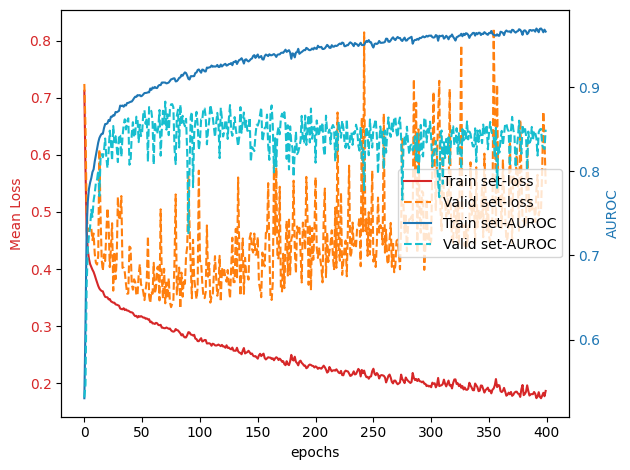 0.8
0.7
0.6
0.5
0.4
0.3
0.2
Mean Loss
0.9
0.8
0.7
0.6
AUROC
Train set-loss
Valid set-loss
Train set-AUROC
Valid set-AUROC
0 50 100 150 200 250 300 350 400
epochs